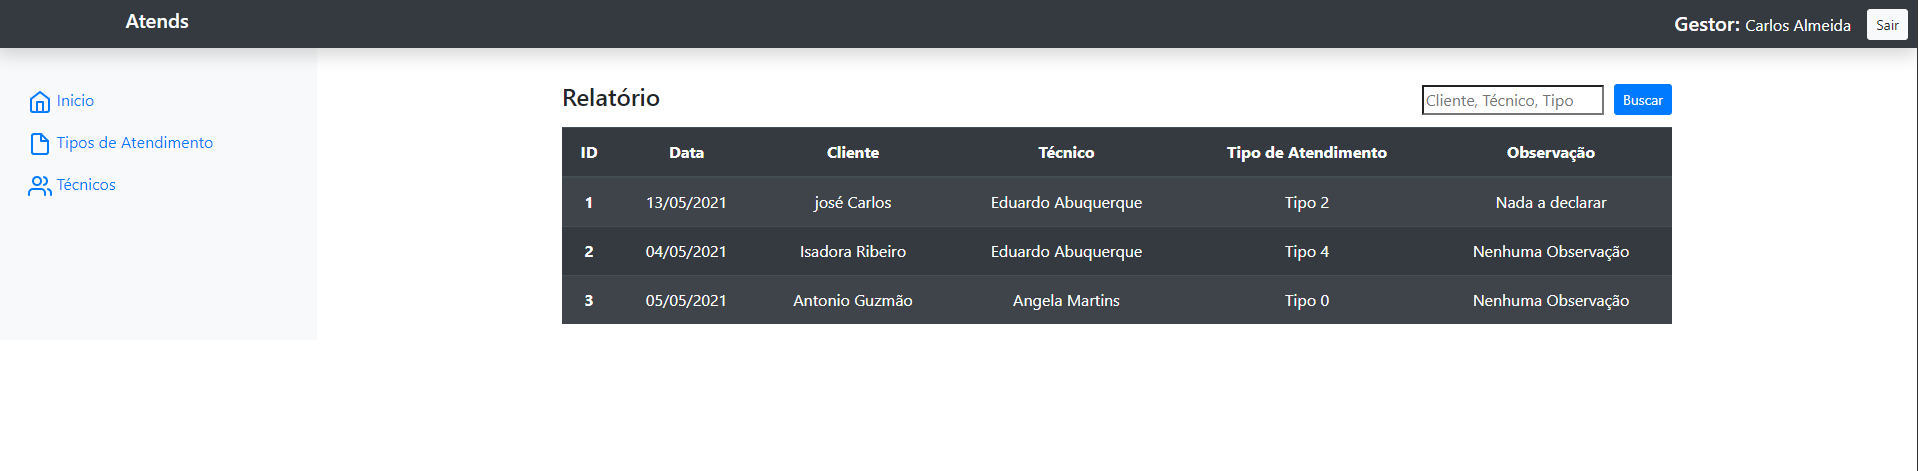 Atends
Gestor: Carlos Almeida Sair
Inicio
Tipos de Atendimento
Técnicos
Relatório
Cliente, Técnico, Tipo Buscar
ID Data Cliente Técnico Tipo de Atendimento Observação
1 13/05/2021 josé Carlos Eduardo Abuquerque Tipo 2 Nada a declarar
2 04/05/2021 Isadora Ribeiro Eduardo Abuquerque Tipo 4 Nenhuma Observação
3 05/05/2021 Antonio Guzmão Angela Martins Tipo 0 Nenhuma Observação